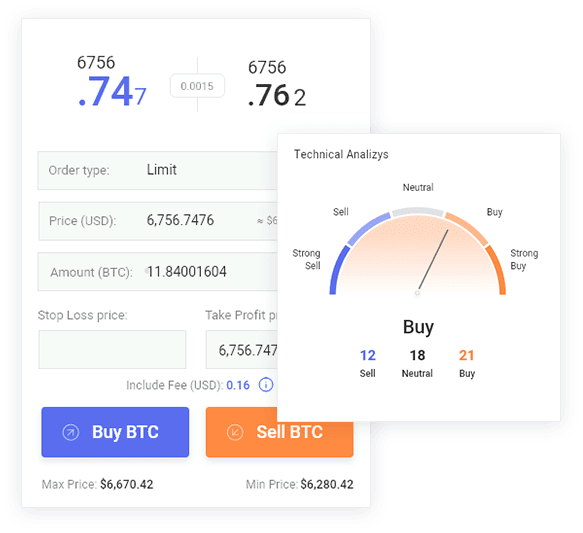 6756
.747
0.0015
6756
.762
Order type: Limit
Price (USD): 6,756.7476 ≈ $6
Amount (BTC): 11.84001604
Stop Loss price:
Take Profit
6,756.747
Include Fee (USD): 0.16
Buy BTC
Sell BTC
Max Price: $6,670.42
Min Price: $6,280.42
Technical Analizys
Neutral
Sell
Buy
Strong
Sell
Strong
Buy
Buy
12 18 21
Sell Neutral Buy